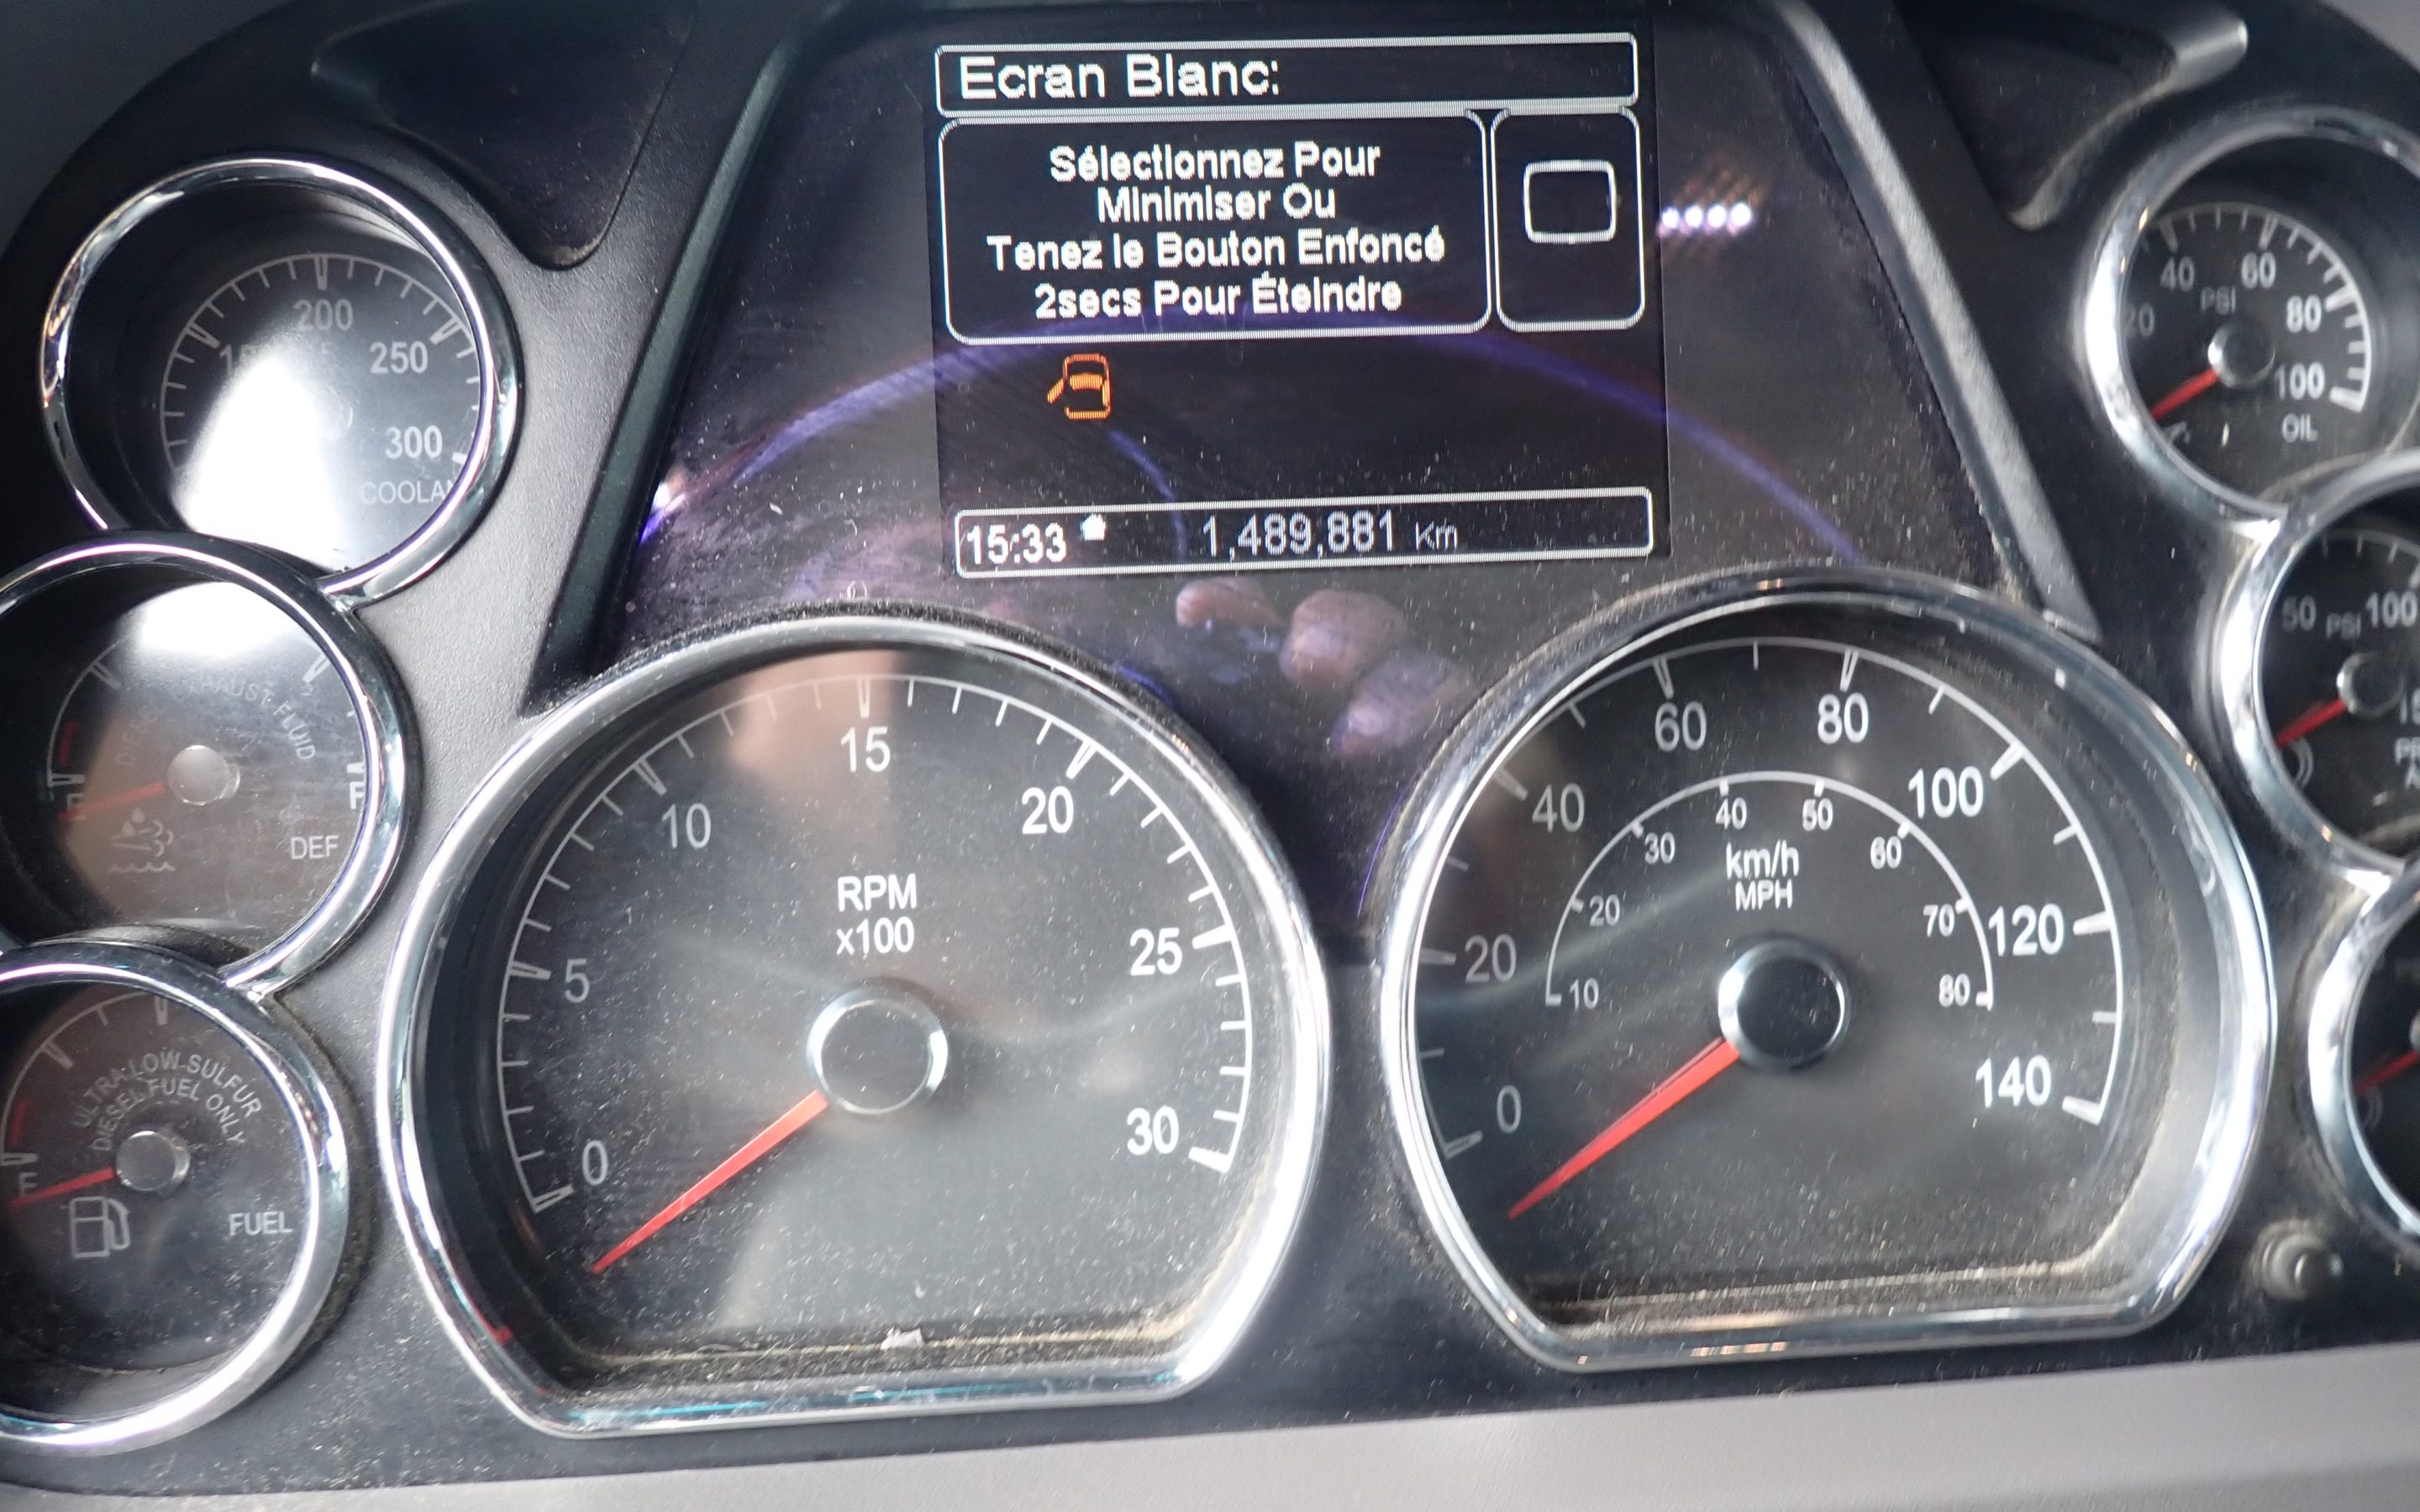 Ecran Blanc:
Sélectionnez Pour
Minimiser Ou
Tenez le Bouton Enfoncé
2secs Pour Éteindre
15:33 1,489,881 Km
200
250
300
40 60
PSI
20 80
100
OIL
50 PSI 100
FLUID
F
DEF
ULTRA-LOW-SULFUR
DIESEL FUEL ONLY
FUEL
0 5 10 15 20 25 30
RPM
x100
0 20 40 60 80 100 120 140
km/h
MPH
10 20 30 40 50 60 70 80